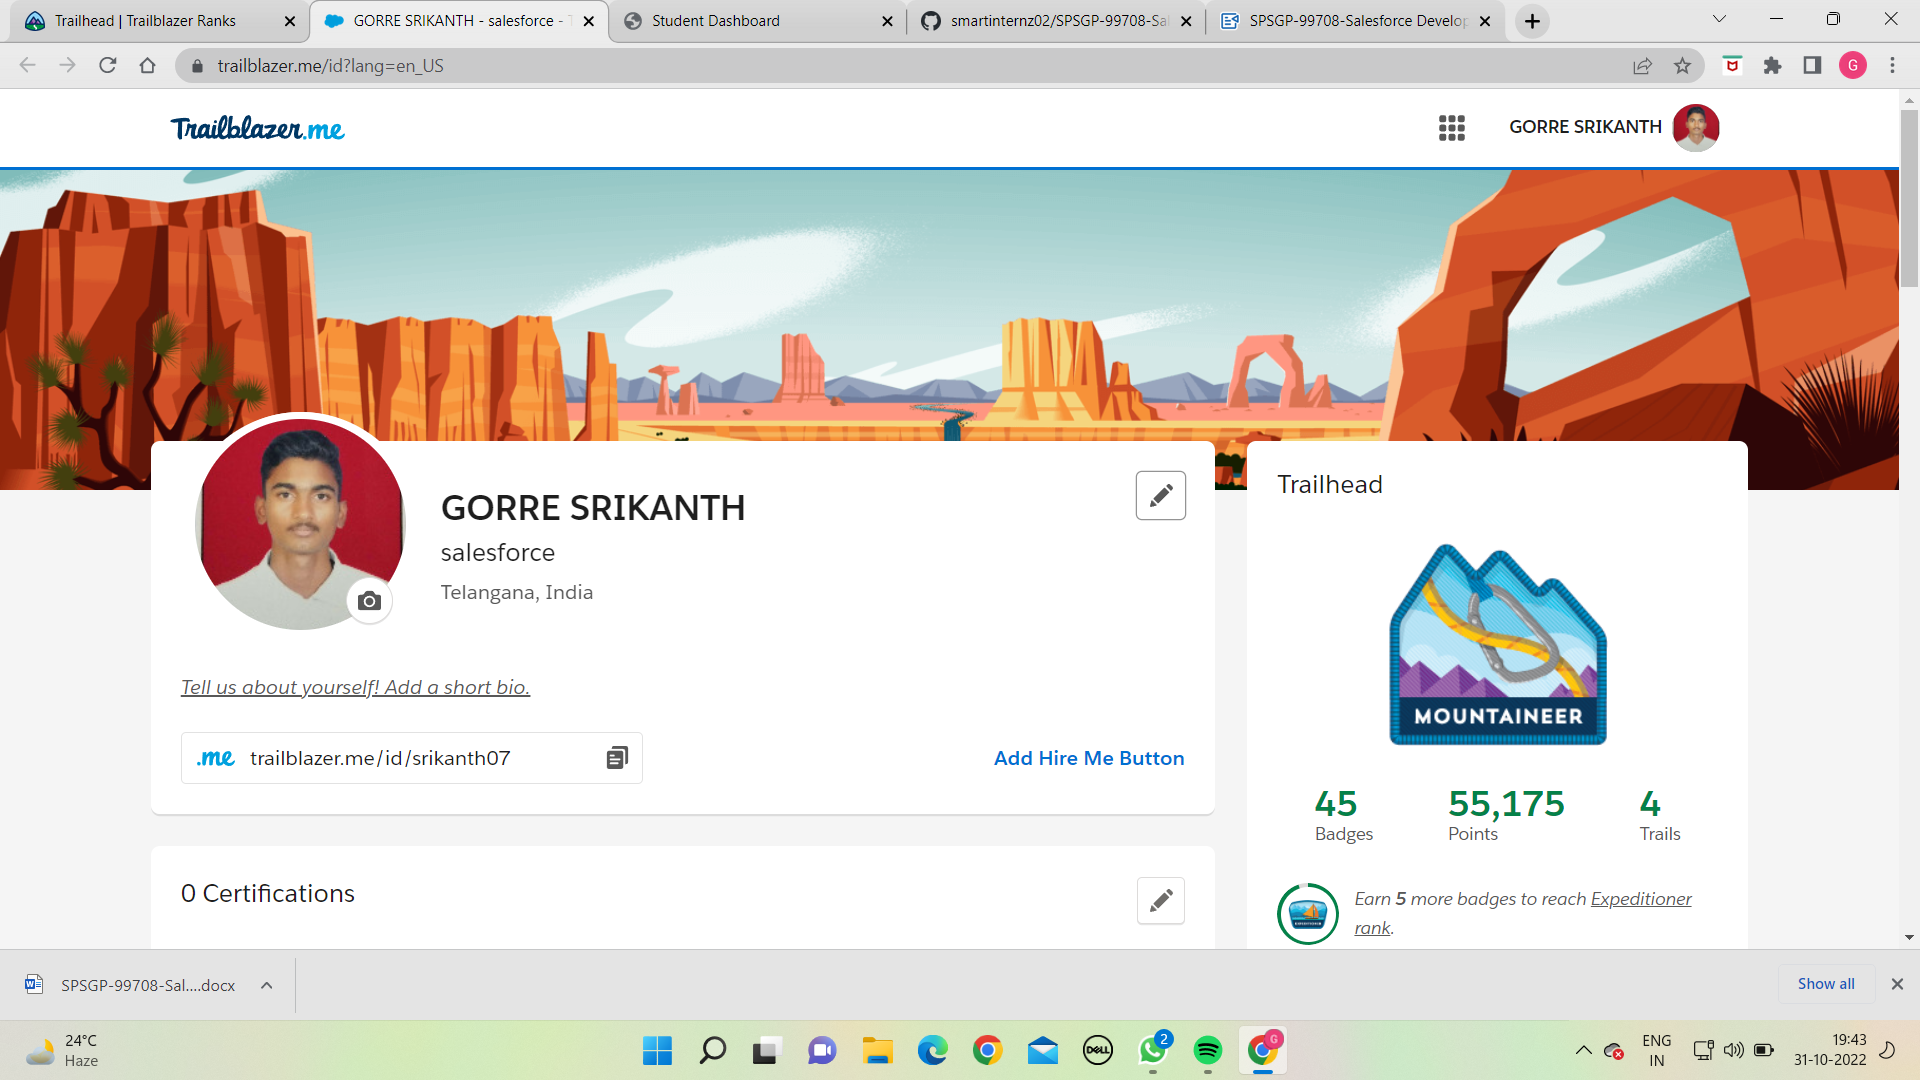 Trailhead | Trailblazer Ranks
GORRE SRIKANTH - salesforce - T
Student Dashboard
smartinternz02/SPSGP-99708-Sal
SPSGP-99708-Salesforce Develop
trailblazer.me/id?lang=en_US
G
Trailblazer.me
GORRE SRIKANTH
GORRE SRIKANTH
salesforce
Telangana, India
Tell us about yourself! Add a short bio.
.me trailblazer.me/id/srikanth07
Add Hire Me Button
0 Certifications
Trailhead
MOUNTAINEER
45
Badges
55,175
Points
4
Trails
Earn 5 more badges to reach Expeditioner
rank.
SPSGP-99708-Sal....docx
Show all
24°C
Haze
DELL
2
G
ENG
IN
19:43
31-10-2022